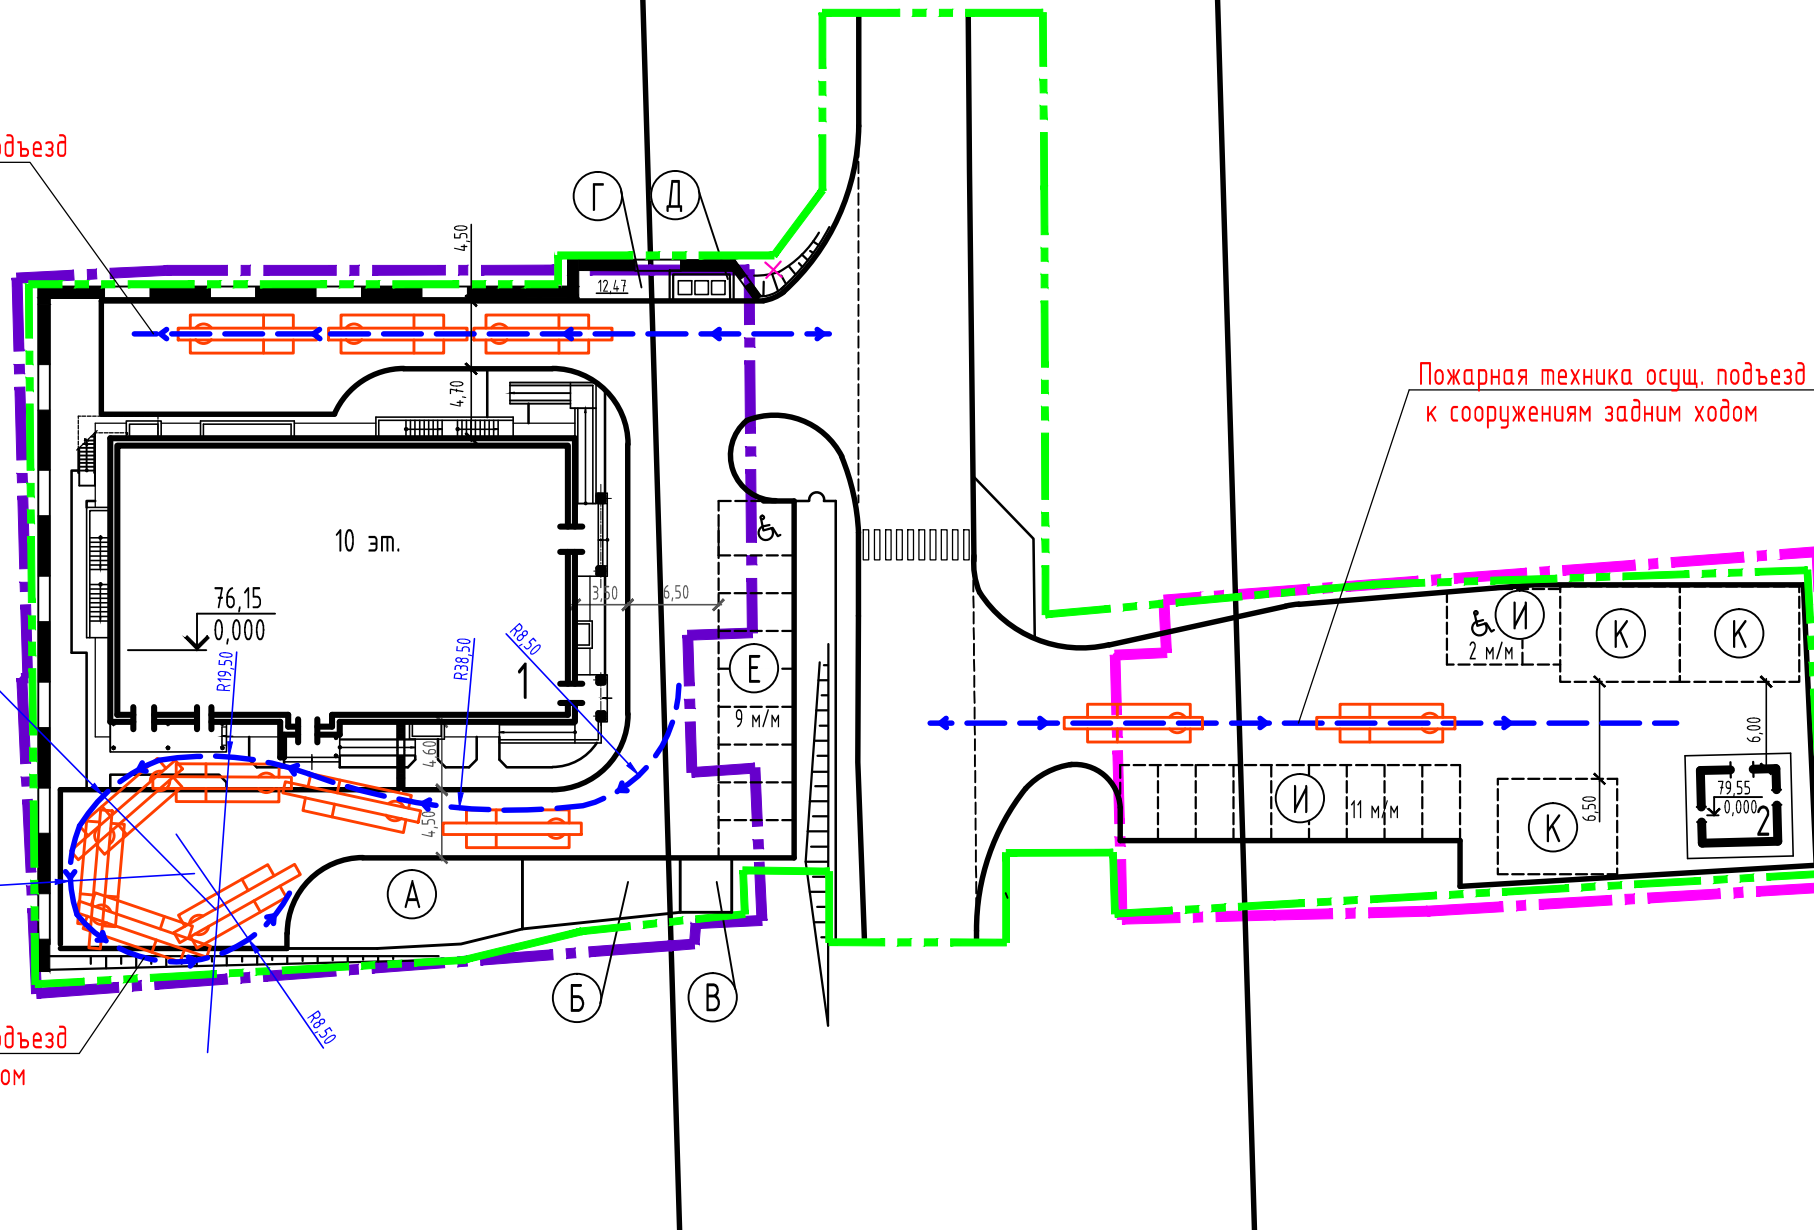 одъезд
Г
Д
4,50
12,47
4,70
Пожарная техника осущ. подъезд
к сооружениям задним ходом
10 эт.
76,15
0,000
3,50
6,50
И
2 м/м
К
К
R19,50
R38,50
R8,50
1
Е
9 м/м
4,60
4,50
6,00
6,50
И
11 м/м
К
79,55
0,000
2
А
Б
В
R8,50
одъезд
ом